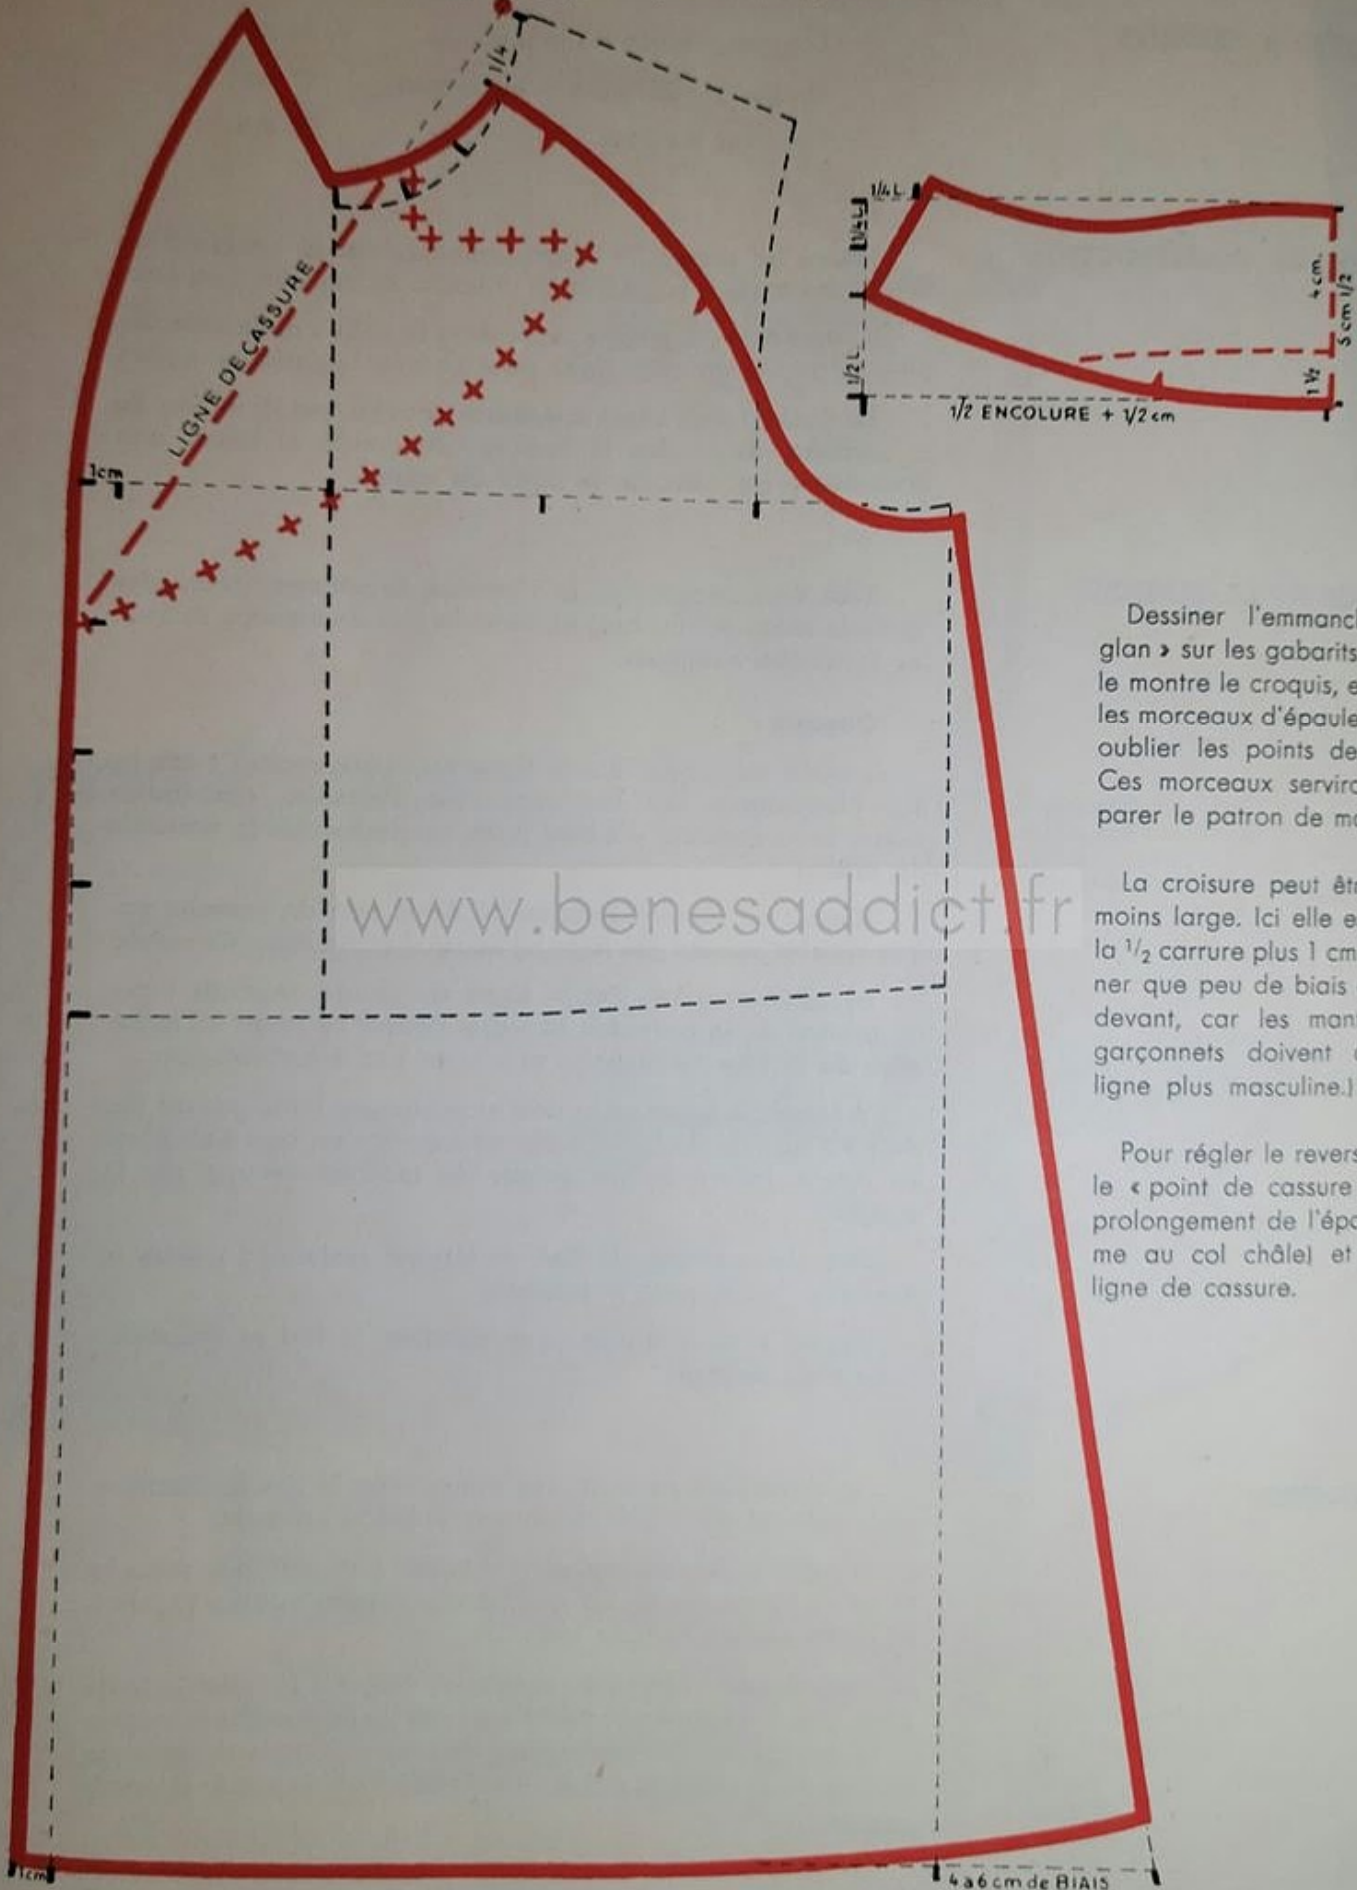 1/4
LIGNE DE CASSURE
1cm
1/4 L
1/4 L
1/2 L
4 cm.
5 cm 1/2
1 1/2
1/2 ENCOLURE + 1/2 cm
Dessiner l'emmanch
glan » sur les gabarits
le montre le croquis, e
les morceaux d'épaule
oublier les points de
Ces morceaux serviro
parer le patron de ma
www.benesaddict.fr
La croisure peut êtr
moins large. Ici elle e
la 1/2 carrure plus 1 cm
ner que peu de biais
devant, car les man
garçonnets doivent
ligne plus masculine.)
Pour régler le revers
le « point de cassure
prolongement de l'épa
me au col châle) et
ligne de cassure.
1cm
4 a 6 cm de BIAIS